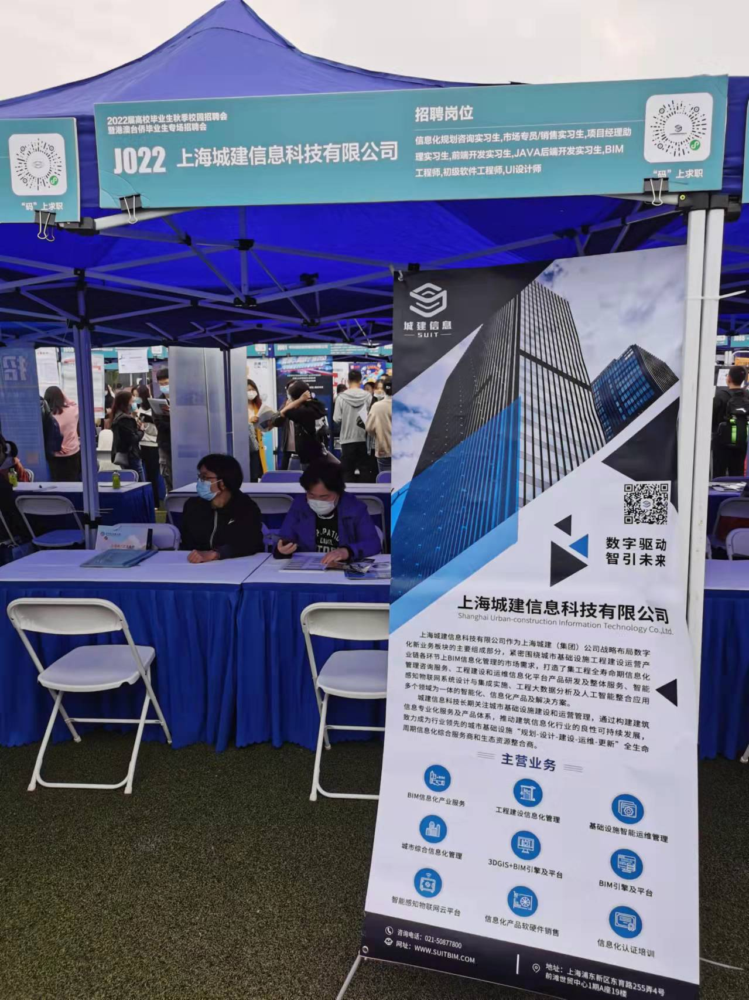 2022届高校毕业生秋季校园招聘会
暨港澳台侨毕业生专场招聘会
J022 上海城建信息科技有限公司
招聘岗位
信息化规划咨询实习生,市场专员/销售实习生,项目经理助
理实习生,前端开发实习生,JAVA后端开发实习生,BIM
工程师,初级软件工程师,UI设计师
“码”上求职
“码”上求职
城建信息
SUIT
数字驱动
智引未来
上海城建信息科技有限公司
Shanghai Urban-construction Information Technology Co.,Ltd.
上海城建信息科技有限公司作为上海城建（集团）公司战略布局数字
化新业务板块的主要组成部分，紧密围绕城市基础设施工程建设运营产
业链各环节上BIM信息化管理的市场需求，打造了集工程全寿命期信息化
管理咨询服务、工程建设和运维信息化平台产品研发及整体服务、智能
感知物联网系统设计与集成实施、工程大数据分析及人工智能整合应用
多个领域为一体的智能化、信息化产品及解决方案。
城建信息科技长期关注城市基础设施建设和运营管理，通过构建建筑
信息专业化服务及产品体系，推动建筑信息化行业的良性可持续发展，
致力成为行业领先的城市基础设施“规划-设计-建设-运维-更新”全生命
周期信息化综合服务商和生态资源整合商。
主营业务
BIM信息化产业服务
工程建设信息化管理
基础设施智能运维管理
城市综合信息化管理
3DGIS+BIM引擎及平台
BIM引擎及平台
智能感知物联网云平台
信息化产品软硬件销售
信息化认证培训
咨询电话：021-50877800
网址：WWW.SUITBIM.COM
地址：上海浦东新区东育路255弄4号
前滩世贸中心1期A座19楼